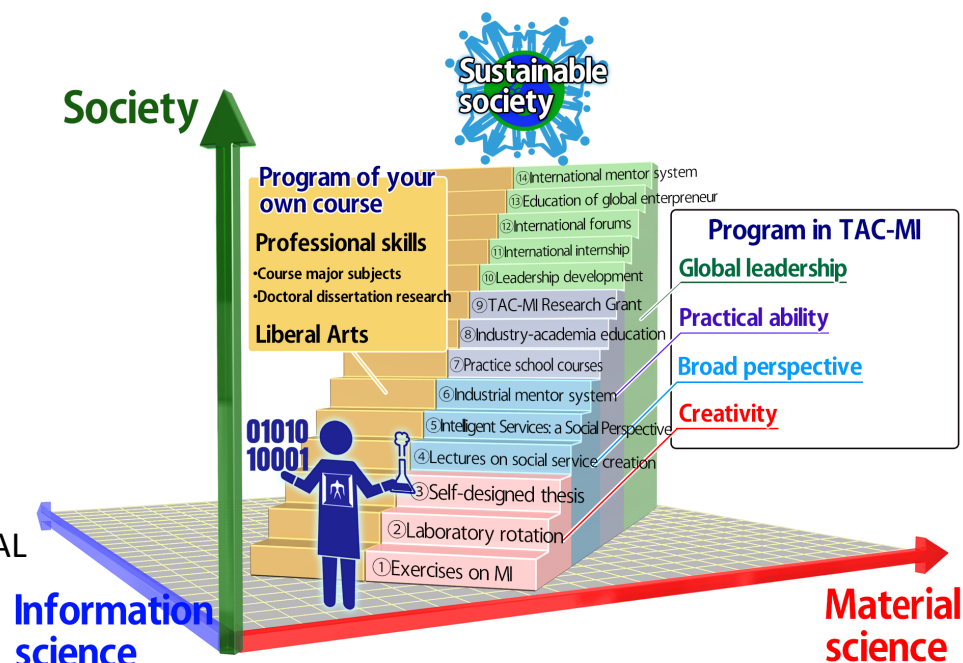 Sustainable
society
Society
Program of your
own course
Professional skills
•Course major subjects
•Doctoral dissertation research
Liberal Arts
⑭International mentor system
⑬Education of global enterpreneur
⑫International forums
⑪International internship
⑩Leadership development
⑨TAC-MI Research Grant
⑧Industry-academia education
⑦Practice school courses
⑥Industrial mentor system
⑤Intelligent Services: a Social Perspective
④Lectures on social service creation
③Self-designed thesis
②Laboratory rotation
①Exercises on MI
Program in TAC-MI
Global leadership
Practical ability
Broad perspective
Creativity
01010
10001
AL
Information
science
Material
science